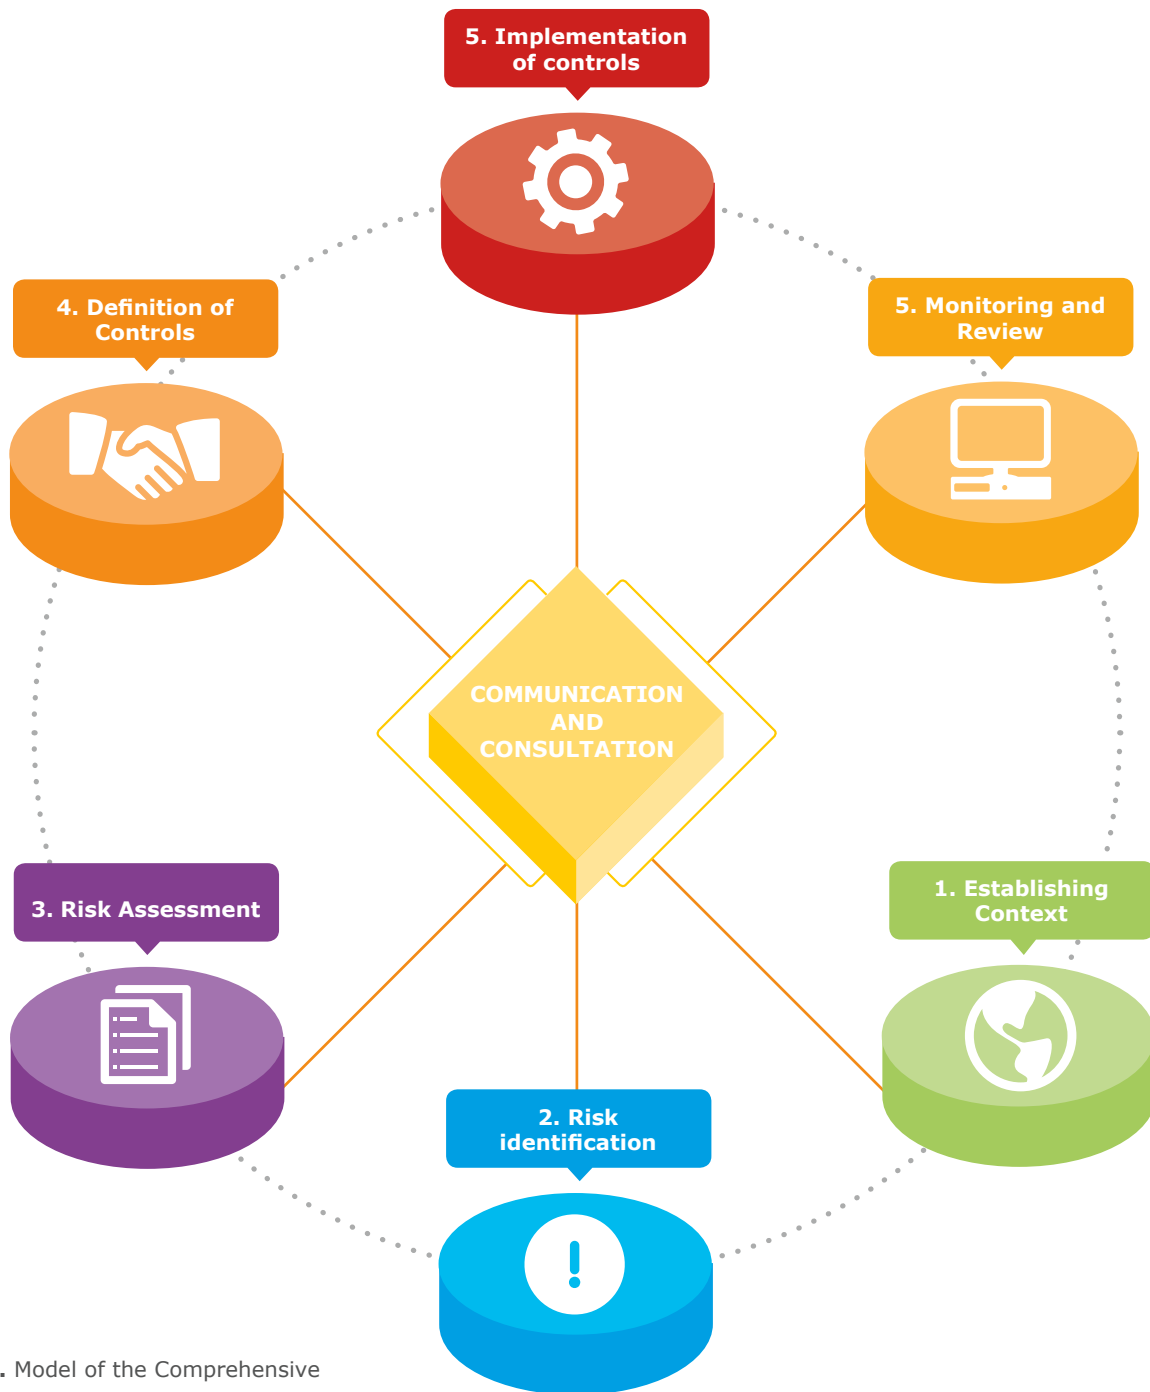 5. Implementation
of controls
4. Definition of
Controls
5. Monitoring and
Review
COMMUNICATION
AND
CONSULTATION
3. Risk Assessment
1. Establishing
Context
2. Risk
identification
. Model of the Comprehensive